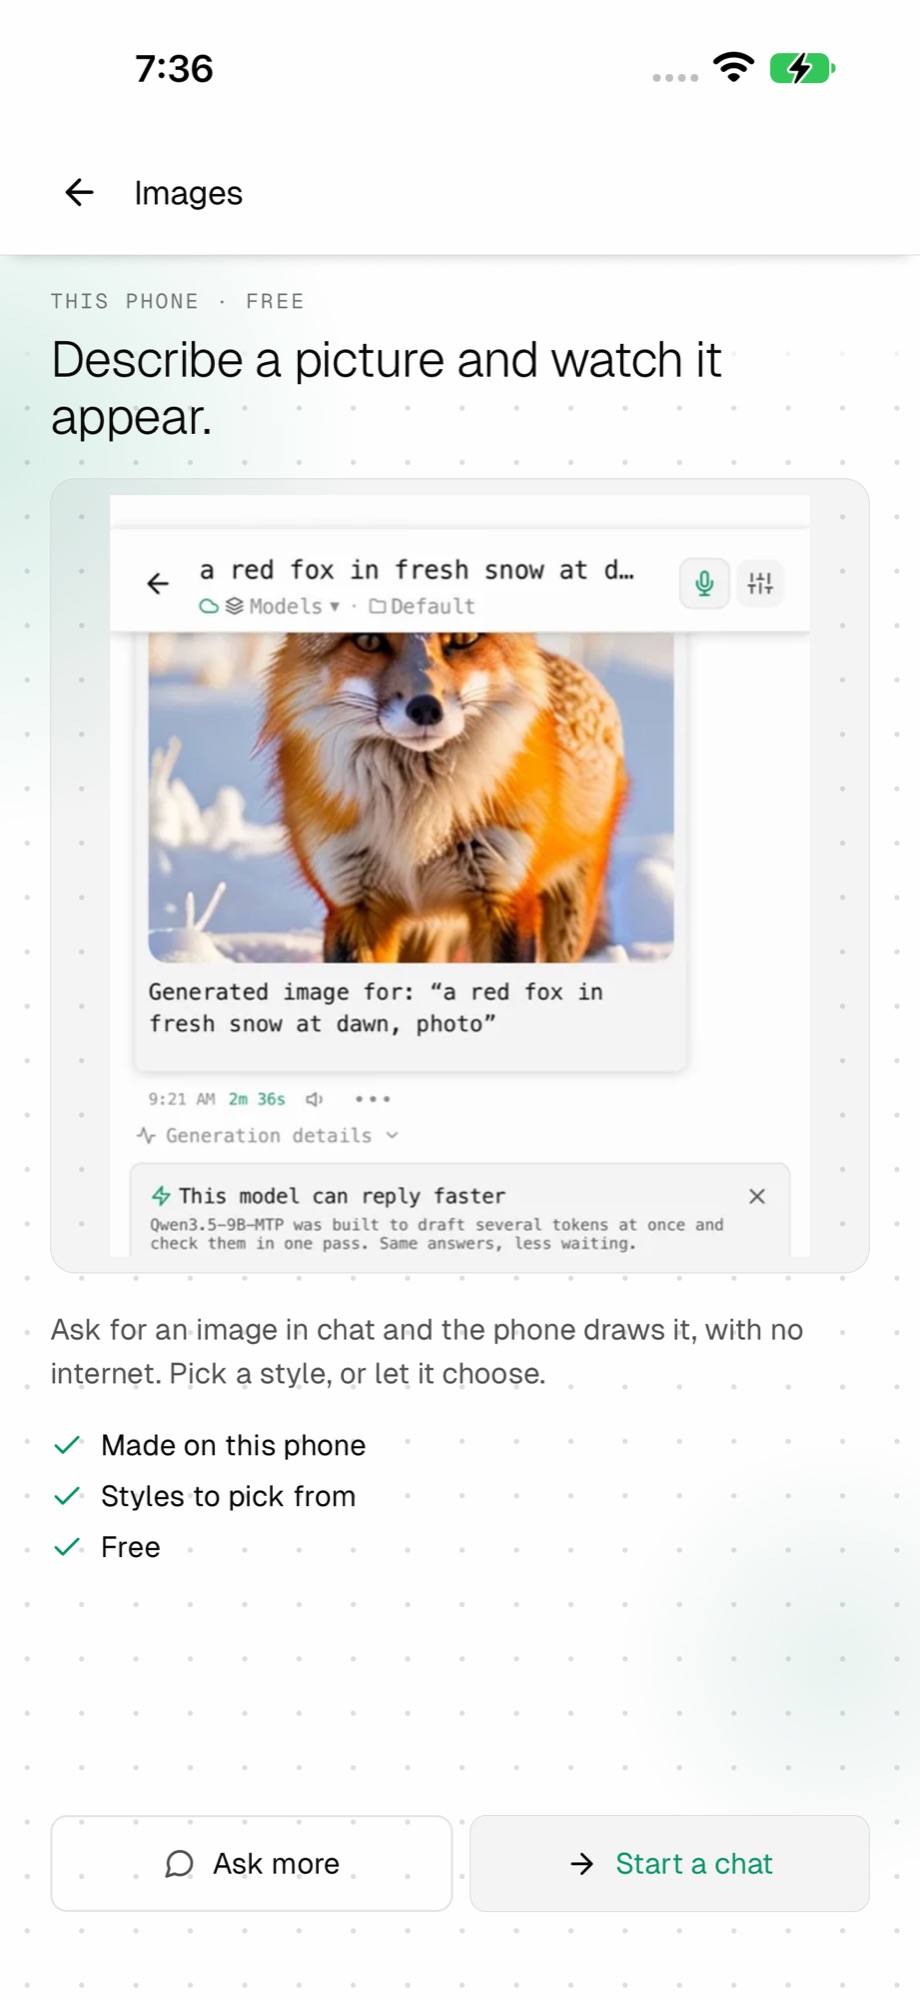 7:36
Images
THIS PHONE · FREE
Describe a picture and watch it
appear.
a red fox in fresh snow at d…
Models ▾ · Default
Generated image for: “a red fox in
fresh snow at dawn, photo”
9:21 AM 2m 36s
Generation details
This model can reply faster
Qwen3.5-9B-MTP was built to draft several tokens at once and
check them in one pass. Same answers, less waiting.
Ask for an image in chat and the phone draws it, with no
internet. Pick a style, or let it choose.
Made on this phone
Styles to pick from
Free
Ask more
Start a chat